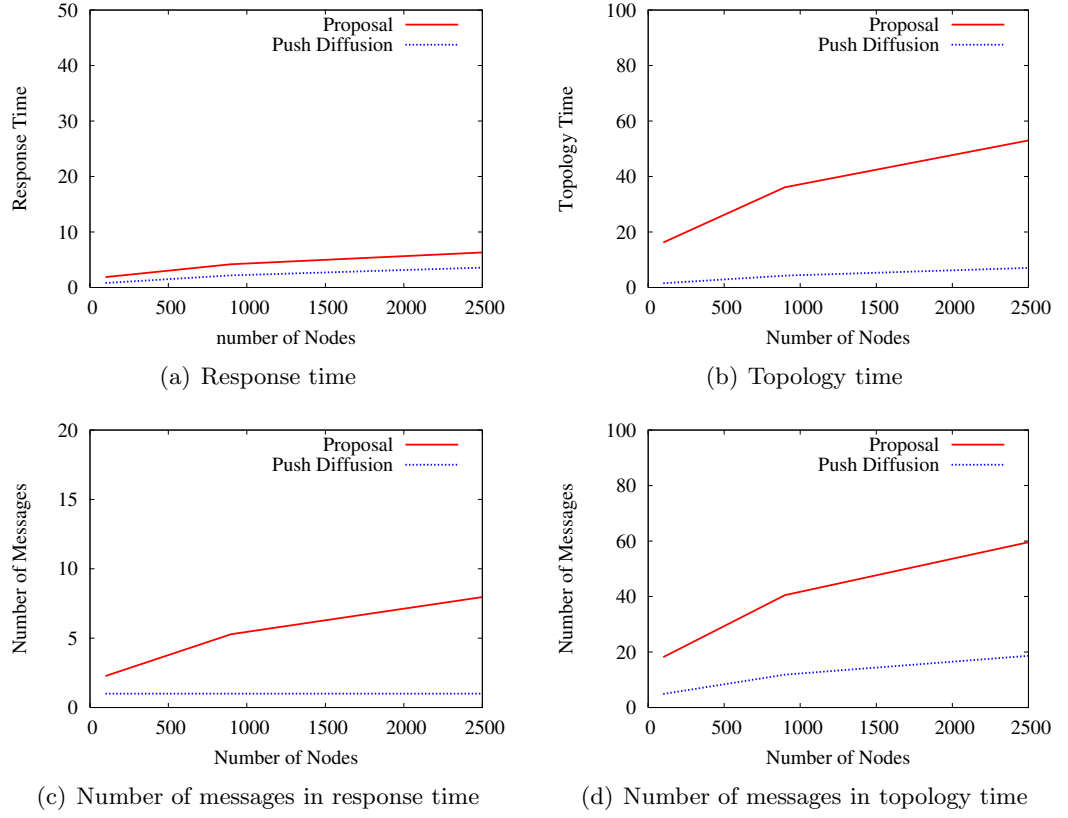 50
40
30
20
10
0
Response Time
Proposal
Push Diffusion
0 500 1000 1500 2000 2500
number of Nodes
(a) Response time
100
80
60
40
20
0
Topology Time
Proposal
Push Diffusion
0 500 1000 1500 2000 2500
Number of Nodes
(b) Topology time
20
15
10
5
0
Number of Messages
Proposal
Push Diffusion
0 500 1000 1500 2000 2500
Number of Nodes
(c) Number of messages in response time
100
80
60
40
20
0
Number of Messages
Proposal
Push Diffusion
0 500 1000 1500 2000 2500
Number of Nodes
(d) Number of messages in topology time